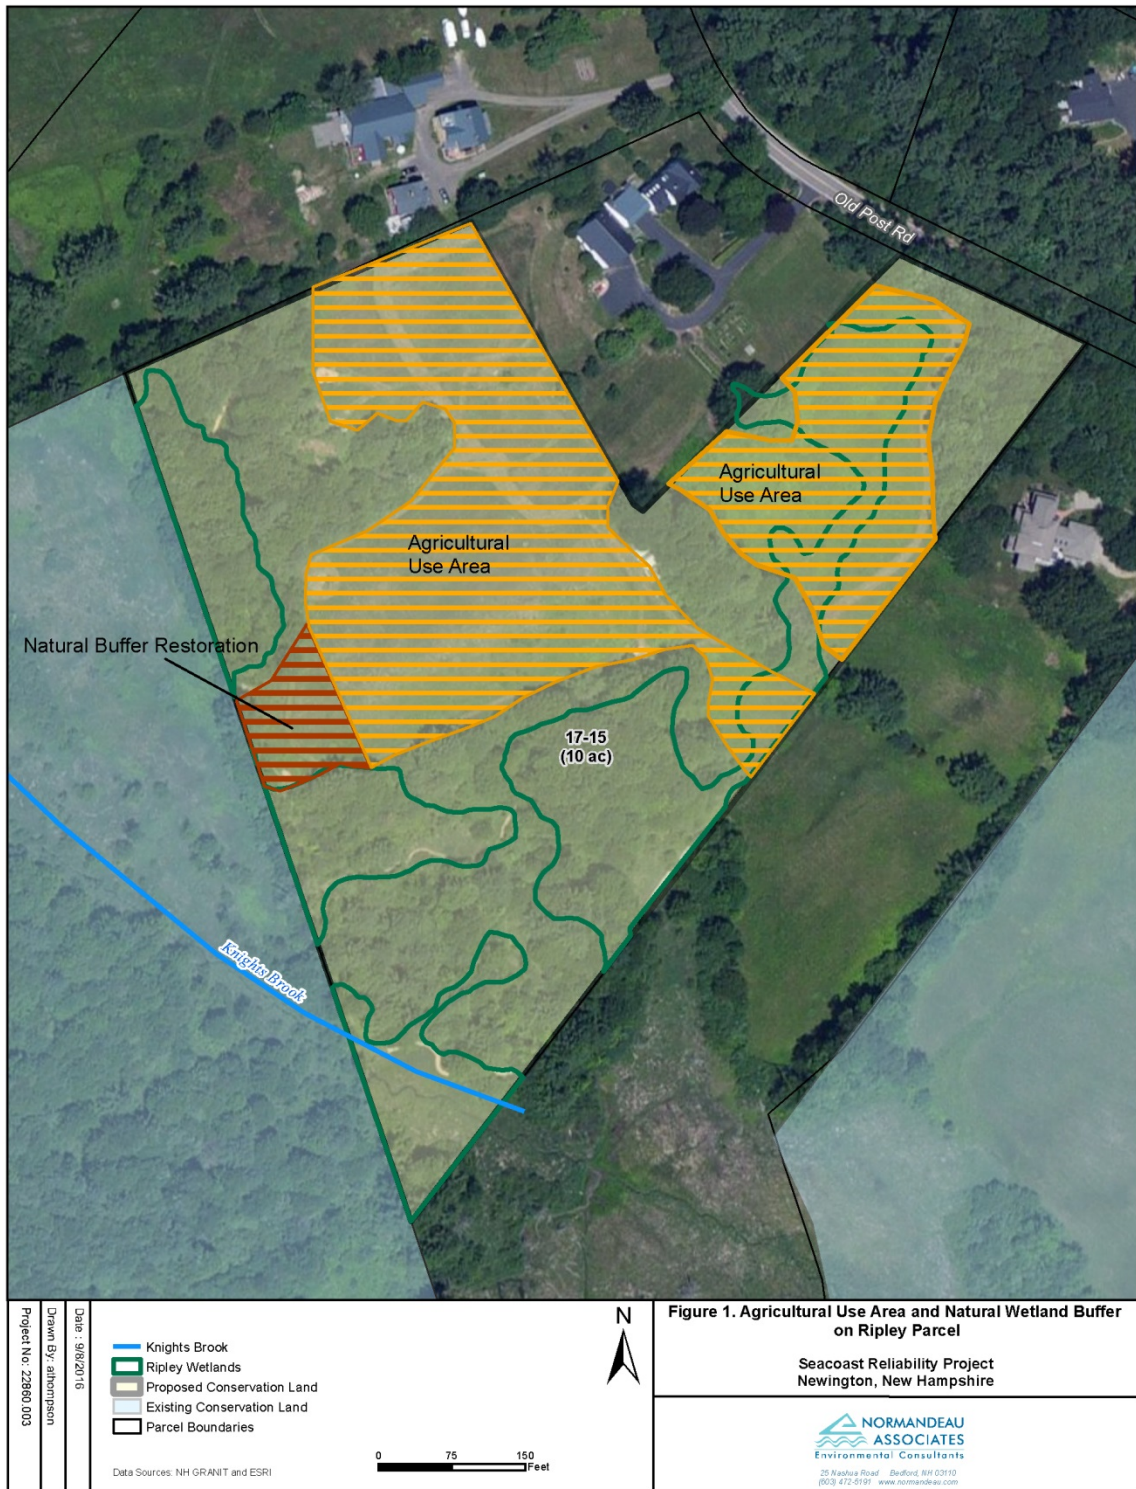 Old Post Rd
Agricultural
Use Area
Agricultural
Use Area
Natural Buffer Restoration
17-15
(10 ac)
Knights Brook
Project No: 22860.003
Drawn By: athompson
Date : 9/8/2016
Knights Brook
Ripley Wetlands
Proposed Conservation Land
Existing Conservation Land
Parcel Boundaries
Data Sources: NH GRANIT and ESRI
N
0 75 150
Feet
Figure 1. Agricultural Use Area and Natural Wetland Buffer
on Ripley Parcel
Seacoast Reliability Project
Newington, New Hampshire
NORMANDEAU
ASSOCIATES
Environmental Consultants
25 Nashua Road Bedford, NH 03110
(603) 472-5191 www.normandeau.com